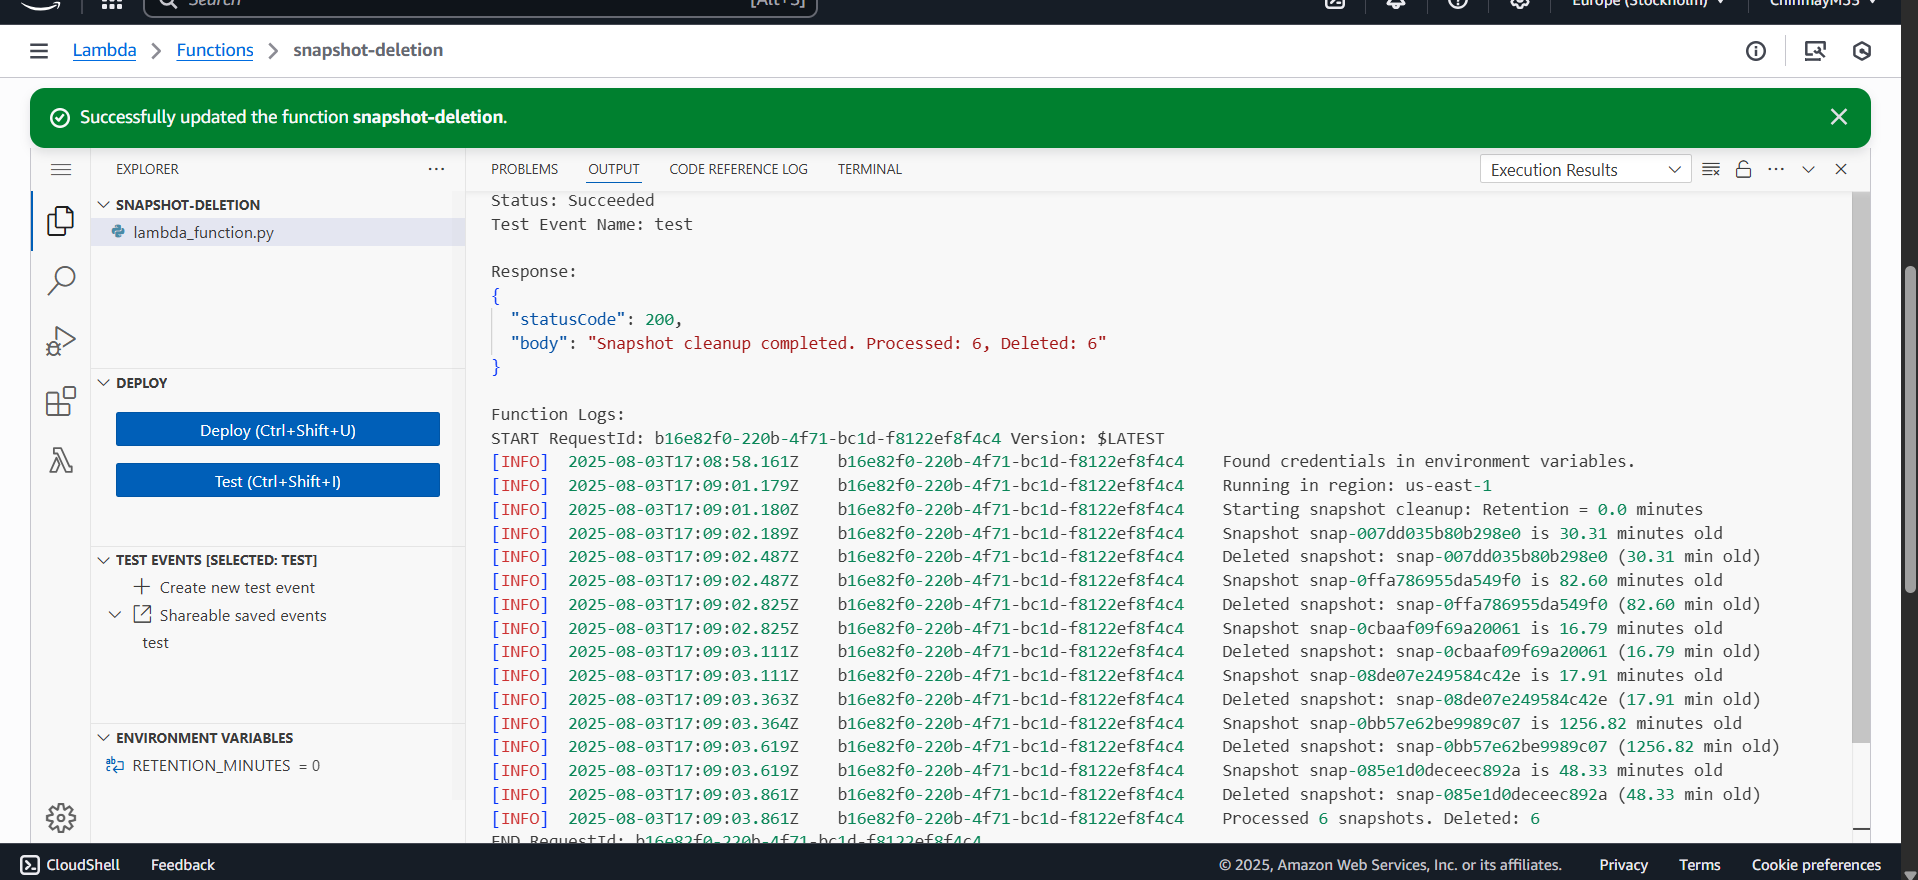 Search [Alt+S] Europe (Stockholm) ChinmayM55
Lambda Functions snapshot-deletion
Successfully updated the function snapshot-deletion.
EXPLORER
SNAPSHOT-DELETION
lambda_function.py
DEPLOY
Deploy (Ctrl+Shift+U)
Test (Ctrl+Shift+I)
TEST EVENTS [SELECTED: TEST]
Create new test event
Shareable saved events
test
ENVIRONMENT VARIABLES
RETENTION_MINUTES = 0
PROBLEMS OUTPUT CODE REFERENCE LOG TERMINAL Execution Results
Status: Succeeded
Test Event Name: test
Response:
{
"statusCode": 200,
"body": "Snapshot cleanup completed. Processed: 6, Deleted: 6"
}
Function Logs:
START RequestId: b16e82f0-220b-4f71-bc1d-f8122ef8f4c4 Version: $LATEST
[INFO] 2025-08-03T17:08:58.161Z b16e82f0-220b-4f71-bc1d-f8122ef8f4c4 Found credentials in environment variables.
[INFO] 2025-08-03T17:09:01.179Z b16e82f0-220b-4f71-bc1d-f8122ef8f4c4 Running in region: us-east-1
[INFO] 2025-08-03T17:09:01.180Z b16e82f0-220b-4f71-bc1d-f8122ef8f4c4 Starting snapshot cleanup: Retention = 0.0 minutes
[INFO] 2025-08-03T17:09:02.189Z b16e82f0-220b-4f71-bc1d-f8122ef8f4c4 Snapshot snap-007dd035b80b298e0 is 30.31 minutes old
[INFO] 2025-08-03T17:09:02.487Z b16e82f0-220b-4f71-bc1d-f8122ef8f4c4 Deleted snapshot: snap-007dd035b80b298e0 (30.31 min old)
[INFO] 2025-08-03T17:09:02.487Z b16e82f0-220b-4f71-bc1d-f8122ef8f4c4 Snapshot snap-0ffa786955da549f0 is 82.60 minutes old
[INFO] 2025-08-03T17:09:02.825Z b16e82f0-220b-4f71-bc1d-f8122ef8f4c4 Deleted snapshot: snap-0ffa786955da549f0 (82.60 min old)
[INFO] 2025-08-03T17:09:02.825Z b16e82f0-220b-4f71-bc1d-f8122ef8f4c4 Snapshot snap-0cbaaf09f69a20061 is 16.79 minutes old
[INFO] 2025-08-03T17:09:03.111Z b16e82f0-220b-4f71-bc1d-f8122ef8f4c4 Deleted snapshot: snap-0cbaaf09f69a20061 (16.79 min old)
[INFO] 2025-08-03T17:09:03.111Z b16e82f0-220b-4f71-bc1d-f8122ef8f4c4 Snapshot snap-08de07e249584c42e is 17.91 minutes old
[INFO] 2025-08-03T17:09:03.363Z b16e82f0-220b-4f71-bc1d-f8122ef8f4c4 Deleted snapshot: snap-08de07e249584c42e (17.91 min old)
[INFO] 2025-08-03T17:09:03.364Z b16e82f0-220b-4f71-bc1d-f8122ef8f4c4 Snapshot snap-0bb57e62be9989c07 is 1256.82 minutes old
[INFO] 2025-08-03T17:09:03.619Z b16e82f0-220b-4f71-bc1d-f8122ef8f4c4 Deleted snapshot: snap-0bb57e62be9989c07 (1256.82 min old)
[INFO] 2025-08-03T17:09:03.619Z b16e82f0-220b-4f71-bc1d-f8122ef8f4c4 Snapshot snap-085e1d0deceec892a is 48.33 minutes old
[INFO] 2025-08-03T17:09:03.861Z b16e82f0-220b-4f71-bc1d-f8122ef8f4c4 Deleted snapshot: snap-085e1d0deceec892a (48.33 min old)
[INFO] 2025-08-03T17:09:03.861Z b16e82f0-220b-4f71-bc1d-f8122ef8f4c4 Processed 6 snapshots. Deleted: 6
END RequestId: b16e82f0-220b-4f71-bc1d-f8122ef8f4c4
CloudShell Feedback © 2025, Amazon Web Services, Inc. or its affiliates. Privacy Terms Cookie preferences